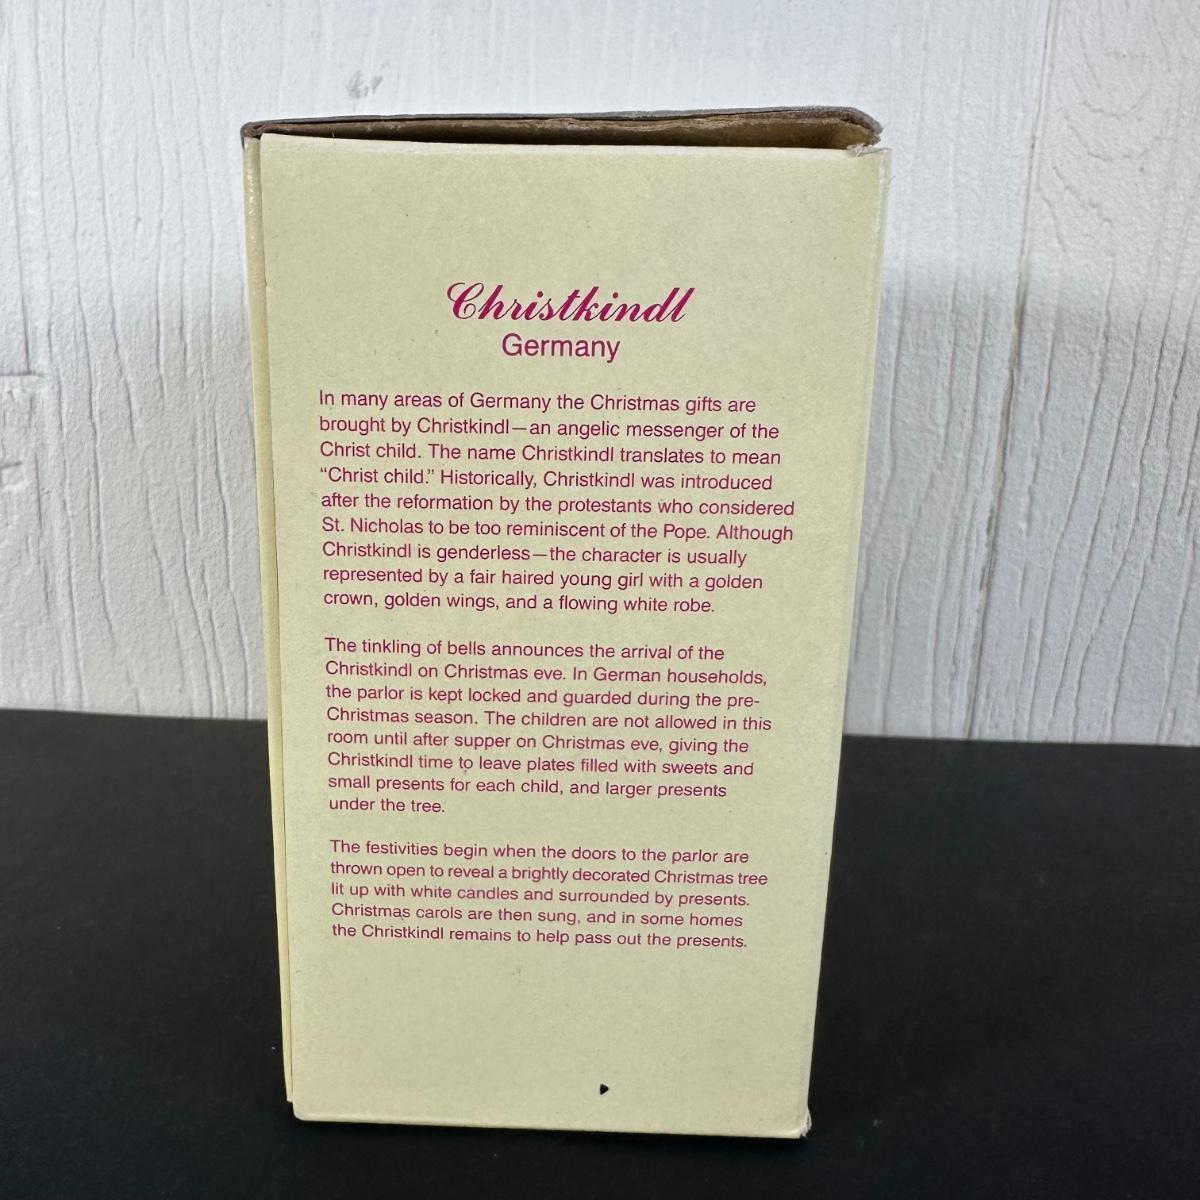 Christkindl
Germany
In many areas of Germany the Christmas gifts are
brought by Christkindl—an angelic messenger of the
Christ child. The name Christkindl translates to mean
“Christ child.” Historically, Christkindl was introduced
after the reformation by the protestants who considered
St. Nicholas to be too reminiscent of the Pope. Although
Christkindl is genderless—the character is usually
represented by a fair haired young girl with a golden
crown, golden wings, and a flowing white robe.
The tinkling of bells announces the arrival of the
Christkindl on Christmas eve. In German households,
the parlor is kept locked and guarded during the pre-
Christmas season. The children are not allowed in this
room until after supper on Christmas eve, giving the
Christkindl time to leave plates filled with sweets and
small presents for each child, and larger presents
under the tree.
The festivities begin when the doors to the parlor are
thrown open to reveal a brightly decorated Christmas tree
lit up with white candles and surrounded by presents.
Christmas carols are then sung, and in some homes
the Christkindl remains to help pass out the presents.